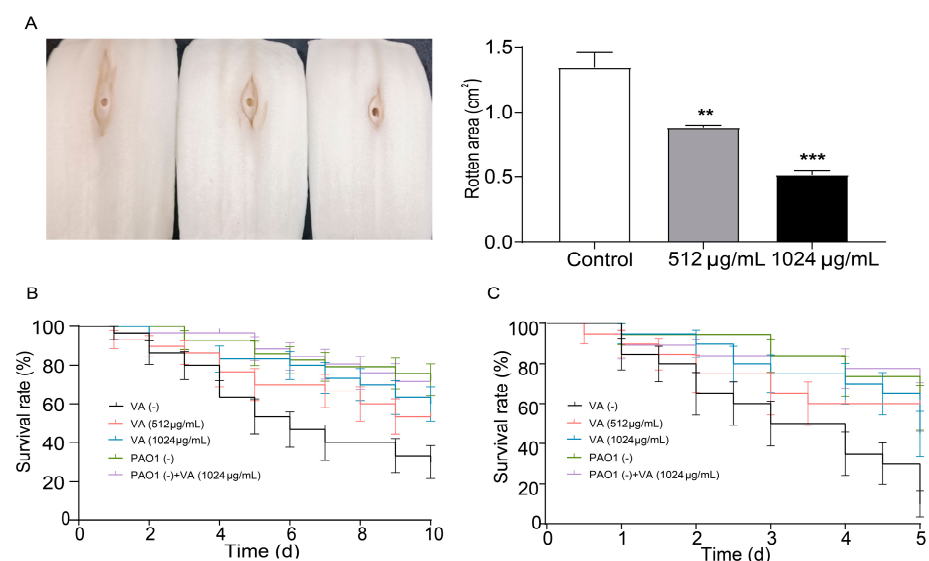 A
Rotten area (cm²)
1.5
1.0
0.5
0.0
**
***
Control
512 µg/mL
1024 µg/mL
B
Survival rate (%)
100
80
60
40
20
0
VA (-)
VA (512µg/mL)
VA (1024µg/mL)
PAO1 (-)
PAO1 (-)+VA (1024µg/mL)
0 2 4 6 8 10
Time (d)
C
Survival rate (%)
100
80
60
40
20
0
VA (-)
VA (512µg/mL)
VA (1024µg/mL)
PAO1 (-)
PAO1 (-)+VA (1024µg/mL)
0 1 2 3 4 5
Time (d)